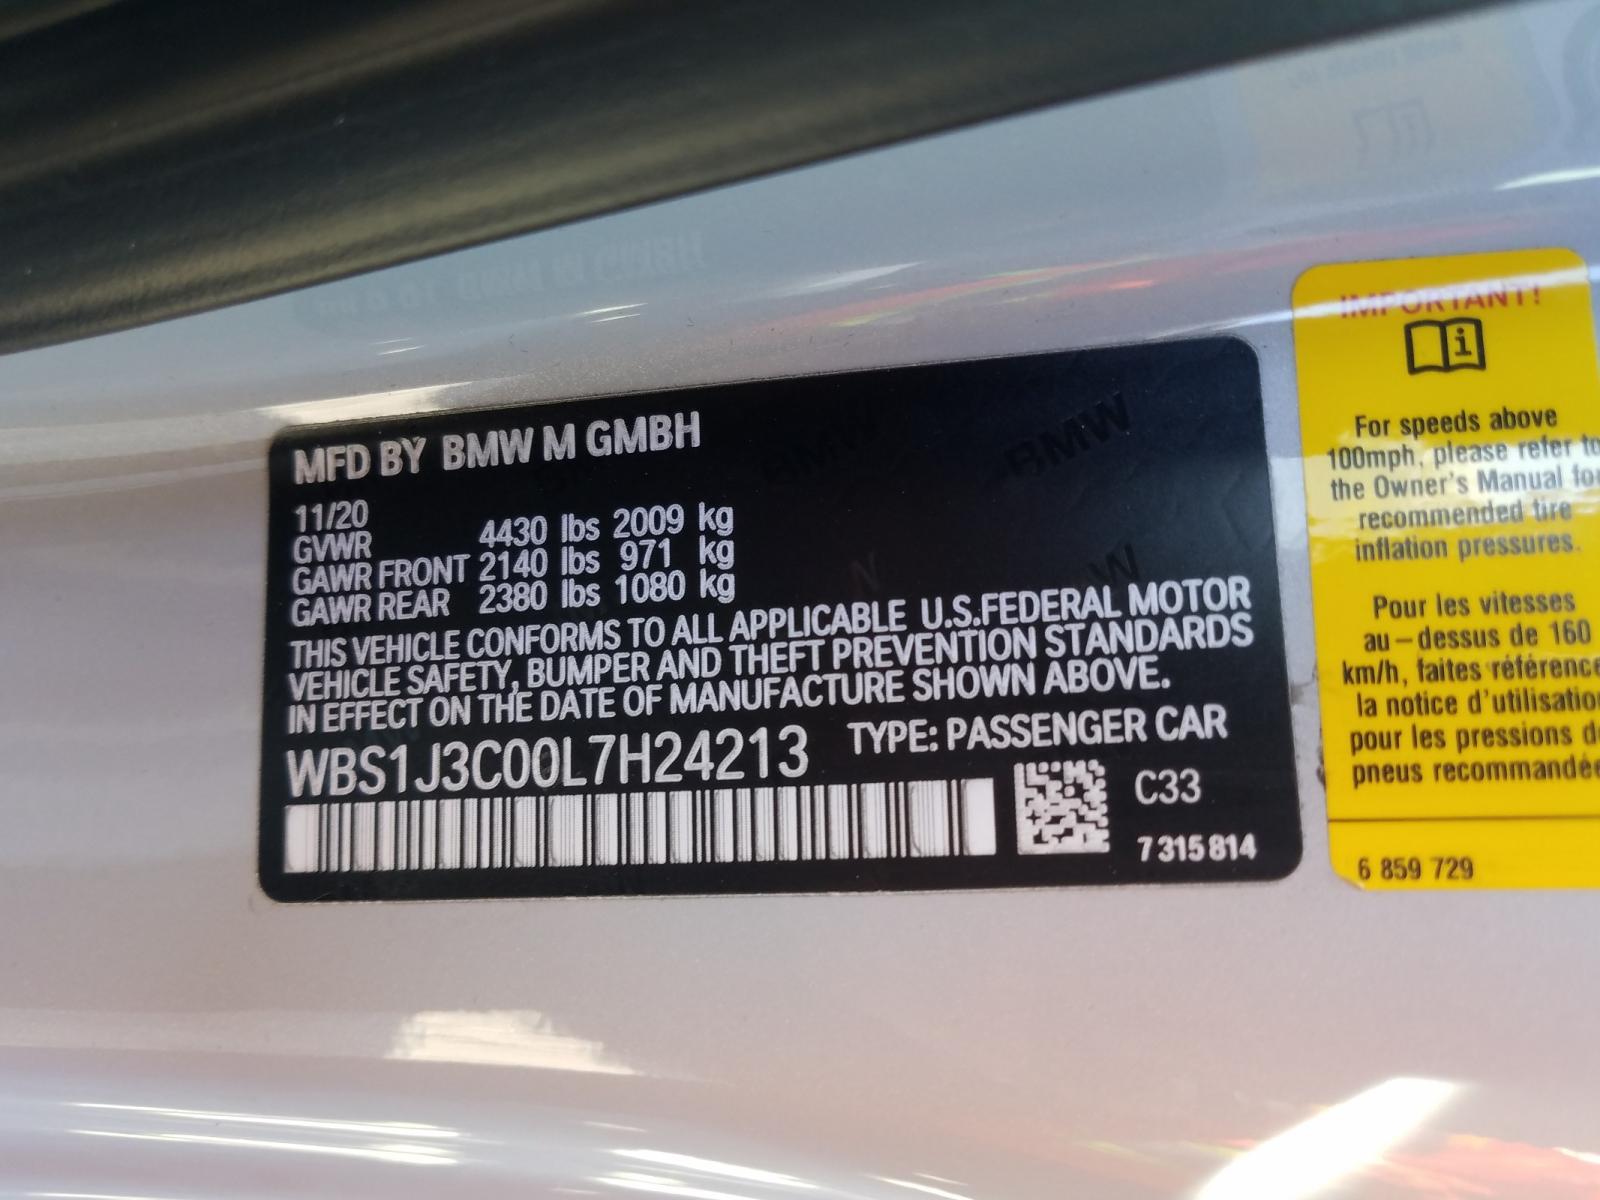 MFD BY BMW M GMBH
11/20
GVWR 4430 lbs 2009 kg
GAWR FRONT 2140 lbs 971 kg
GAWR REAR 2380 lbs 1080 kg
THIS VEHICLE CONFORMS TO ALL APPLICABLE U.S.FEDERAL MOTOR
VEHICLE SAFETY, BUMPER AND THEFT PREVENTION STANDARDS
IN EFFECT ON THE DATE OF MANUFACTURE SHOWN ABOVE.
WBS1J3C00L7H24213 TYPE: PASSENGER CAR
C33
7 315 814
BMW
BMW
IMPORTANT!
For speeds above
100mph, please refer to
the Owner's Manual for
recommended tire
inflation pressures.
Pour les vitesses
au-dessus de 160
km/h, faites référence
la notice d'utilisation
pour les pressions de
pneus recommandée
6 859 729